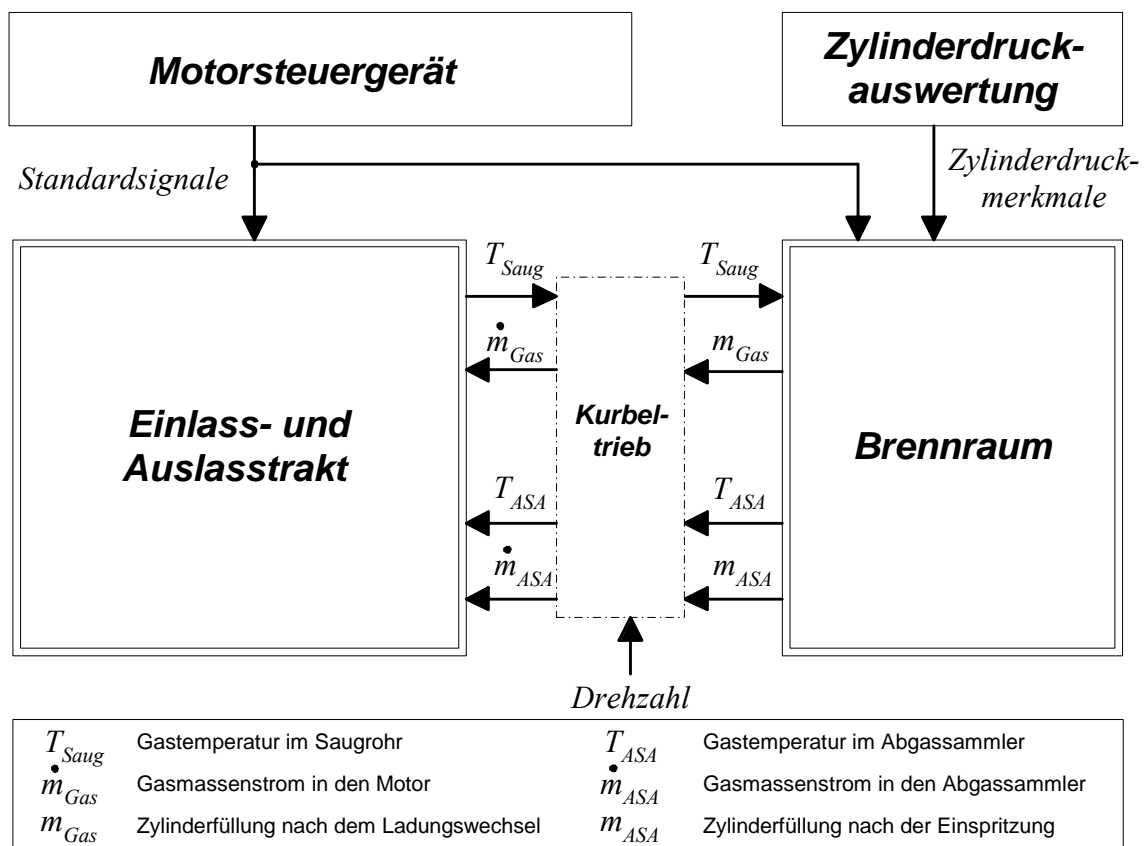 Motorsteuergerät
Zylinderdruck-
auswertung
Standardsignale
Zylinderdruck-
merkmale
T_Saug
T_Saug
ṁ_Gas
m_Gas
Einlass- und
Auslasstrakt
Kurbel-
trieb
Brennraum
T_ASA
T_ASA
ṁ_ASA
m_ASA
Drehzahl
T_Saug Gastemperatur im Saugrohr
T_ASA Gastemperatur im Abgassammler
ṁ_Gas Gasmassenstrom in den Motor
ṁ_ASA Gasmassenstrom in den Abgassammler
m_Gas Zylinderfüllung nach dem Ladungswechsel
m_ASA Zylinderfüllung nach der Einspritzung